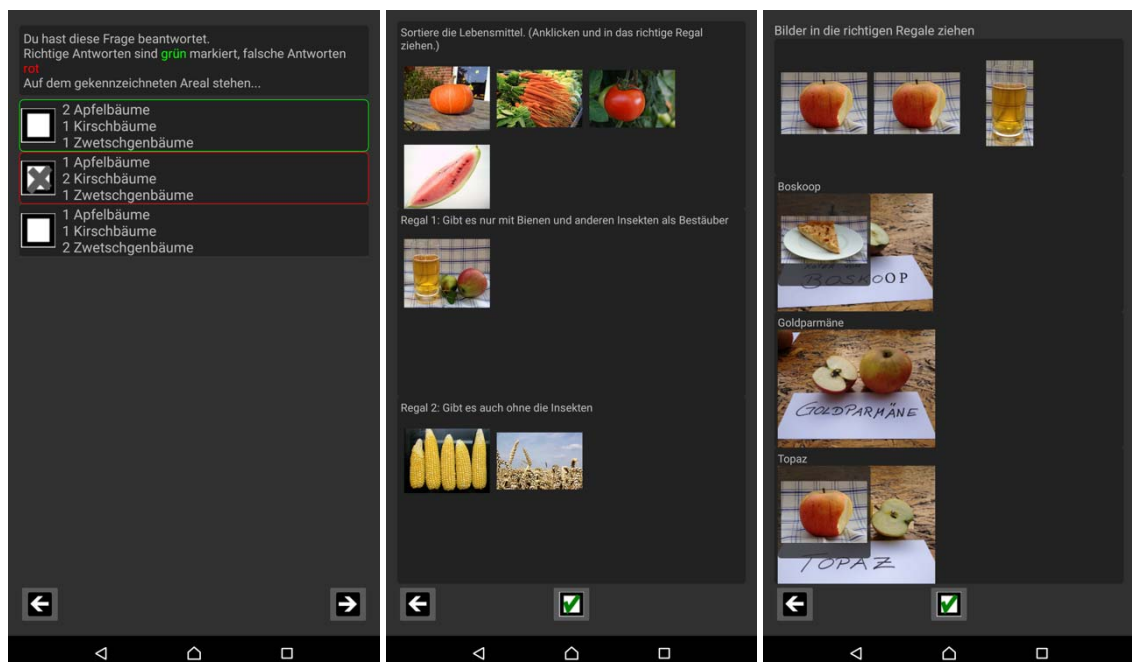 Du hast diese Frage beantwortet.
Richtige Antworten sind grün markiert, falsche Antworten
rot
Auf dem gekennzeichneten Areal stehen...
2 Apfelbäume
1 Kirschbäume
1 Zwetschgenbäume
1 Apfelbäume
2 Kirschbäume
1 Zwetschgenbäume
1 Apfelbäume
1 Kirschbäume
2 Zwetschgenbäume
Sortiere die Lebensmittel. (Anklicken und in das richtige Regal
ziehen.)
Regal 1: Gibt es nur mit Bienen und anderen Insekten als Bestäuber
Regal 2: Gibt es auch ohne die Insekten
Bilder in die richtigen Regale ziehen
Boskoop
BOSKOOP
Goldparmäne
GOLDPARMÄNE
Topaz
TOPAZ